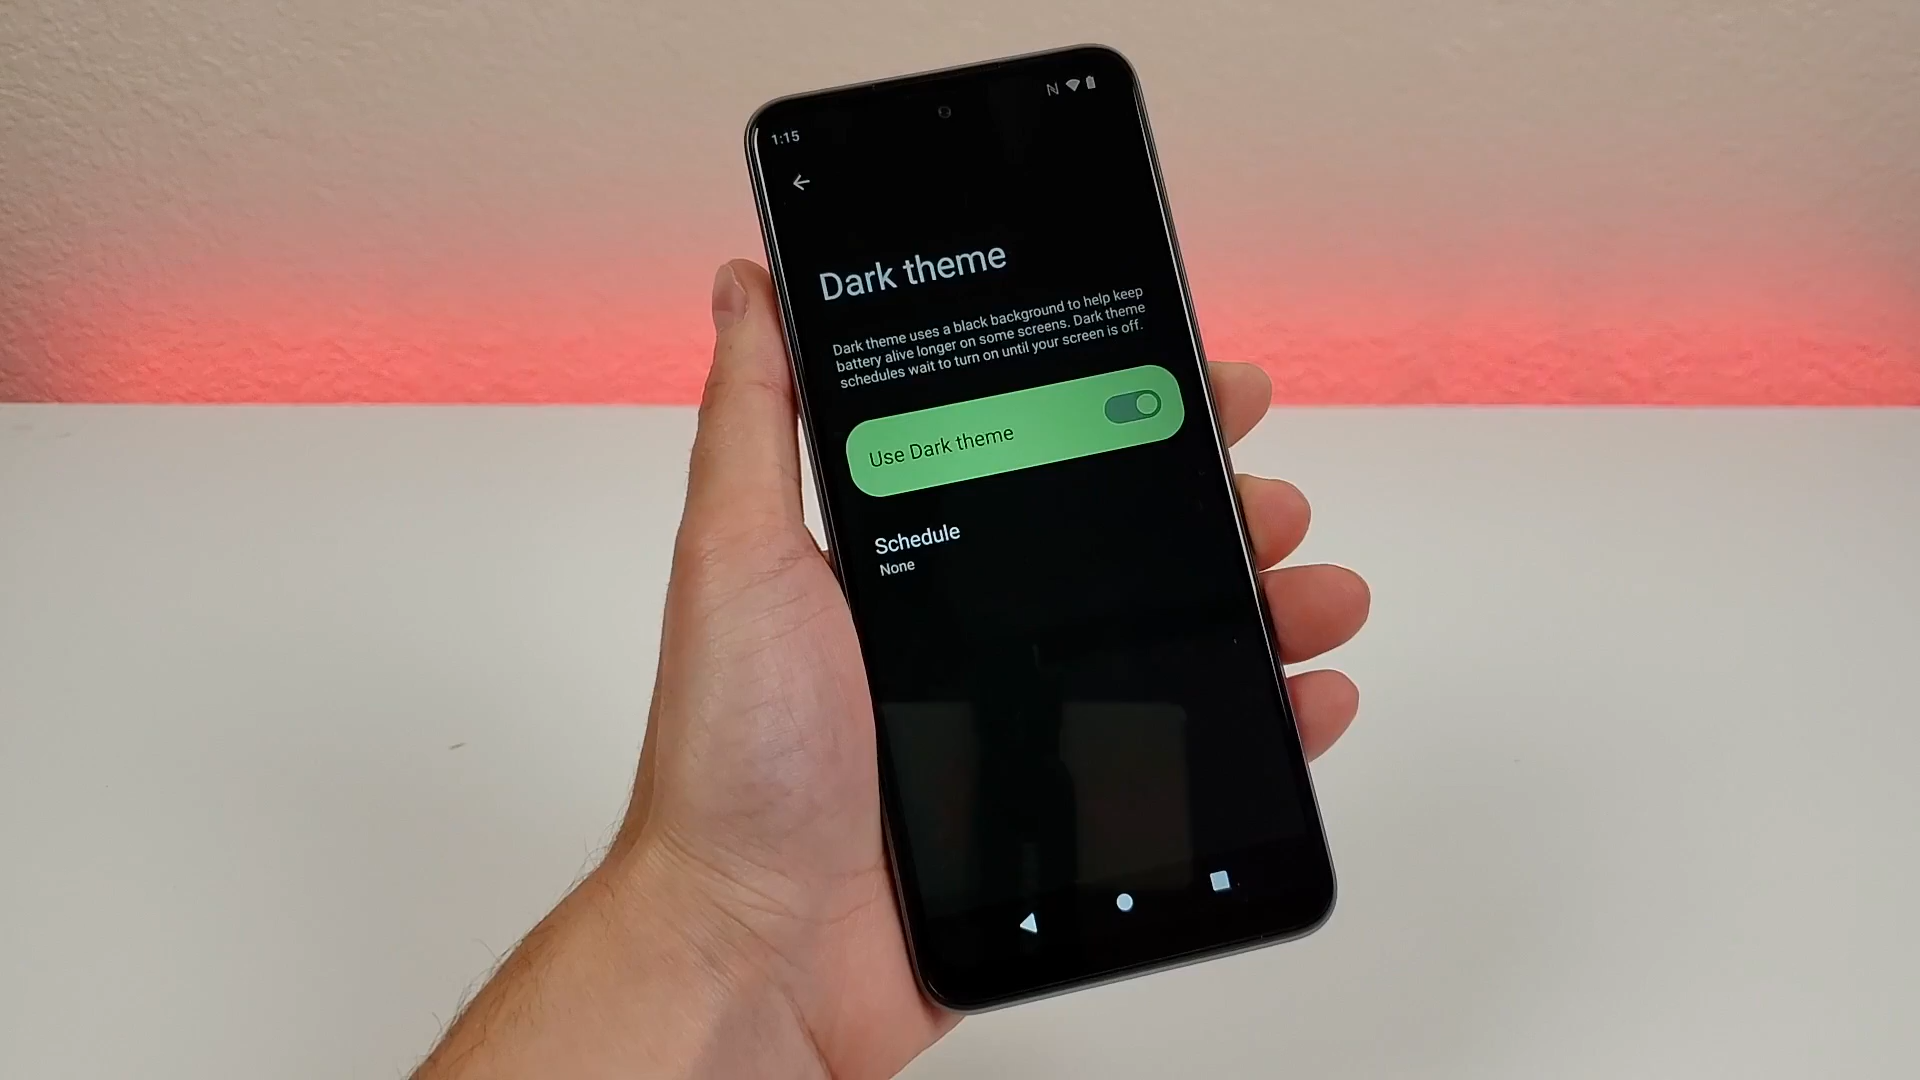 1:15
Dark theme
Dark theme uses a black background to help keep
battery alive longer on some screens. Dark theme
schedules wait to turn on until your screen is off.
Use Dark theme
Schedule
None